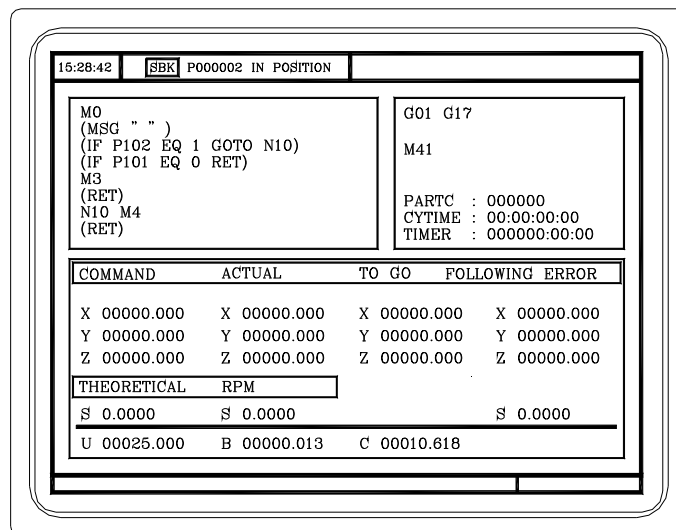 15:28:42 SBK P000002 IN POSITION
M0
(MSG " " )
(IF P102 EQ 1 GOTO N10)
(IF P101 EQ 0 RET)
M3
(RET)
N10 M4
(RET)
G01 G17
M41
PARTC : 000000
CYTIME : 00:00:00:00
TIMER : 000000:00:00
COMMAND ACTUAL TO GO FOLLOWING ERROR
X 00000.000 X 00000.000 X 00000.000 X 00000.000
Y 00000.000 Y 00000.000 Y 00000.000 Y 00000.000
Z 00000.000 Z 00000.000 Z 00000.000 Z 00000.000
THEORETICAL RPM
S 0.0000 S 0.0000 S 0.0000
U 00025.000 B 00000.013 C 00010.618